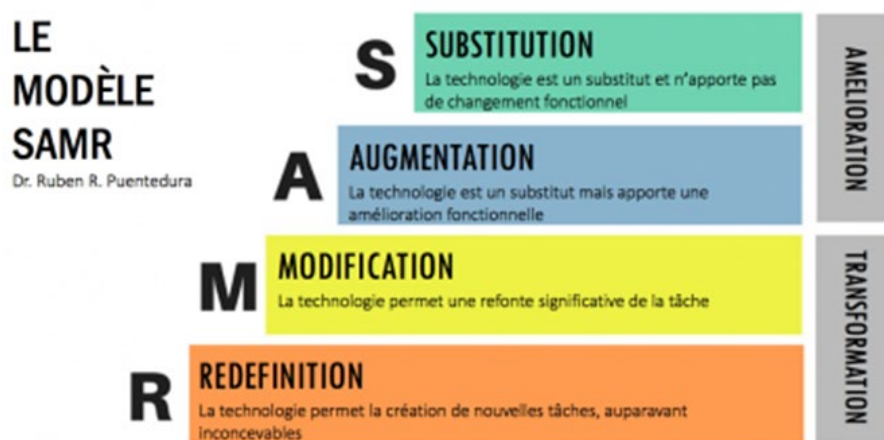 LE
MODÈLE
SAMR
Dr. Ruben R. Puentedura
S
SUBSTITUTION
La technologie est un substitut et n'apporte pas
de changement fonctionnel
A
AUGMENTATION
La technologie est un substitut mais apporte une
amélioration fonctionnelle
AMELIORATION
M
MODIFICATION
La technologie permet une refonte significative de la tâche
R
REDEFINITION
La technologie permet la création de nouvelles tâches, auparavant
inconcevables
TRANSFORMATION